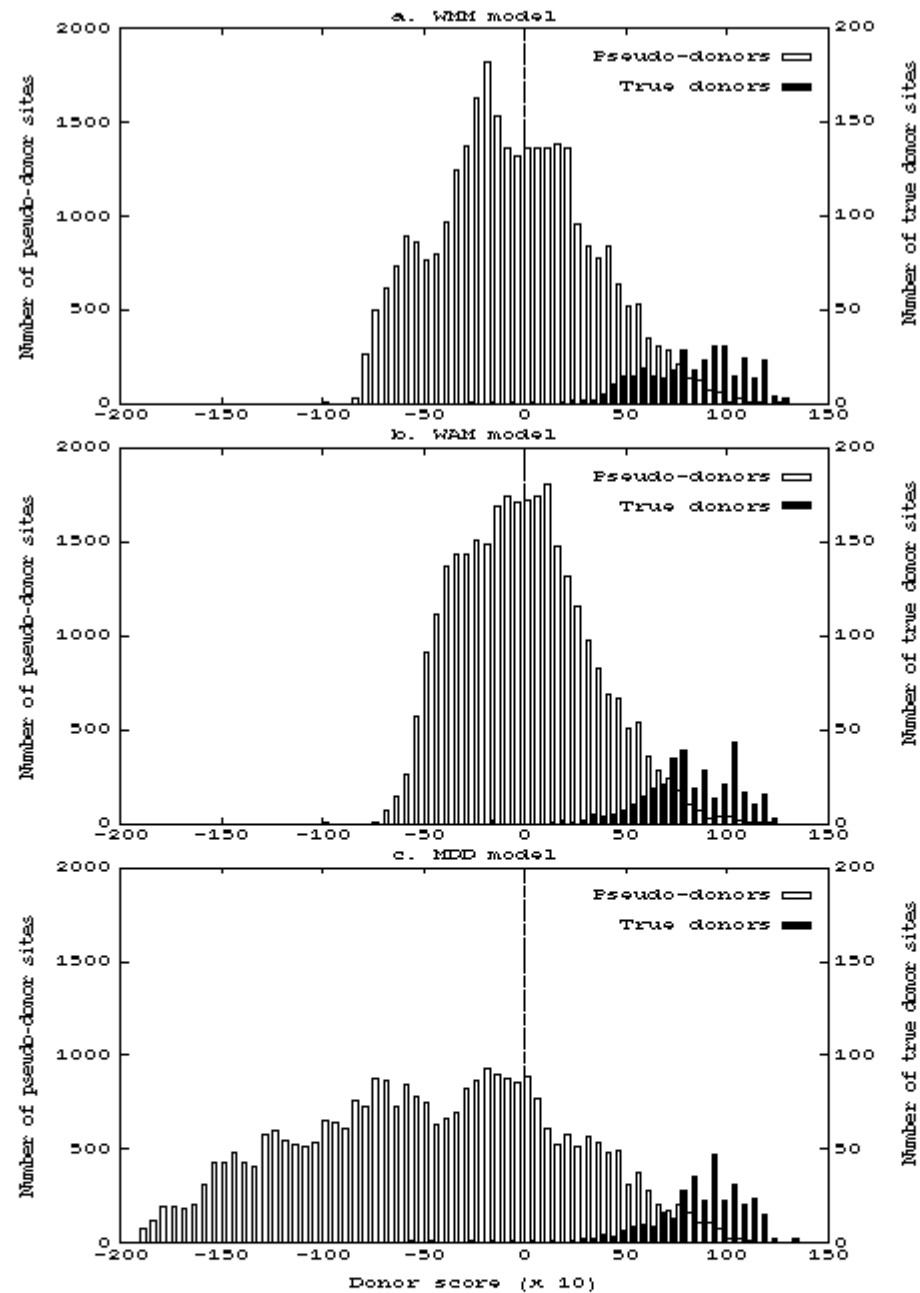 a. WMM model
Number of pseudo-donor sites
Number of true donor sites
2000
1500
1000
500
0
200
150
100
50
0
Pseudo-donors
True donors
-200 -150 -100 -50 0 50 100 150
b. WAM model
Number of pseudo-donor sites
Number of true donor sites
2000
1500
1000
500
0
200
150
100
50
0
Pseudo-donors
True donors
-200 -150 -100 -50 0 50 100 150
c. MDD model
Number of pseudo-donor sites
Number of true donor sites
2000
1500
1000
500
0
200
150
100
50
0
Pseudo-donors
True donors
-200 -150 -100 -50 0 50 100 150
Donor score (x 10)